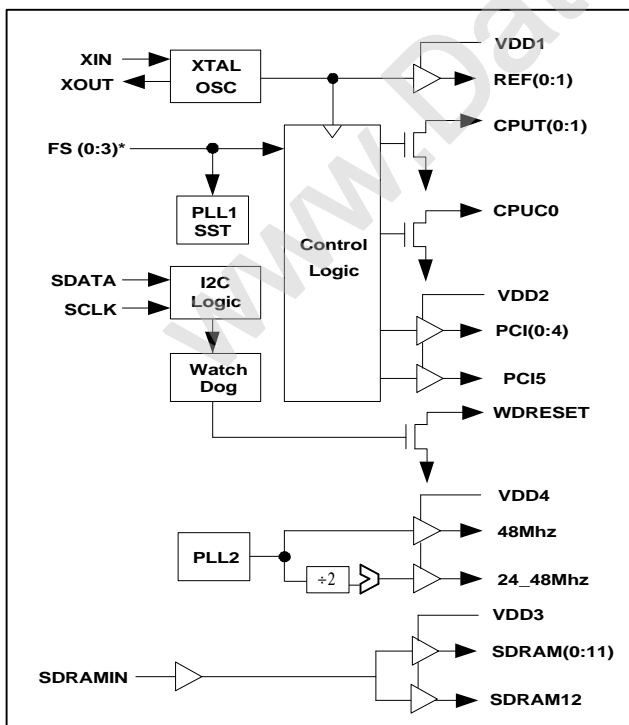 XIN
XOUT
XTAL
OSC
VDD1
REF(0:1)
CPUT(0:1)
FS (0:3)*
PLL1
SST
CPUC0
Control
Logic
SDATA
SCLK
I2C
Logic
VDD2
PCI(0:4)
Watch
Dog
PCI5
WDRESET
VDD4
48Mhz
PLL2
÷2
24_48Mhz
VDD3
SDRAM(0:11)
SDRAMIN
SDRAM12
www.Da